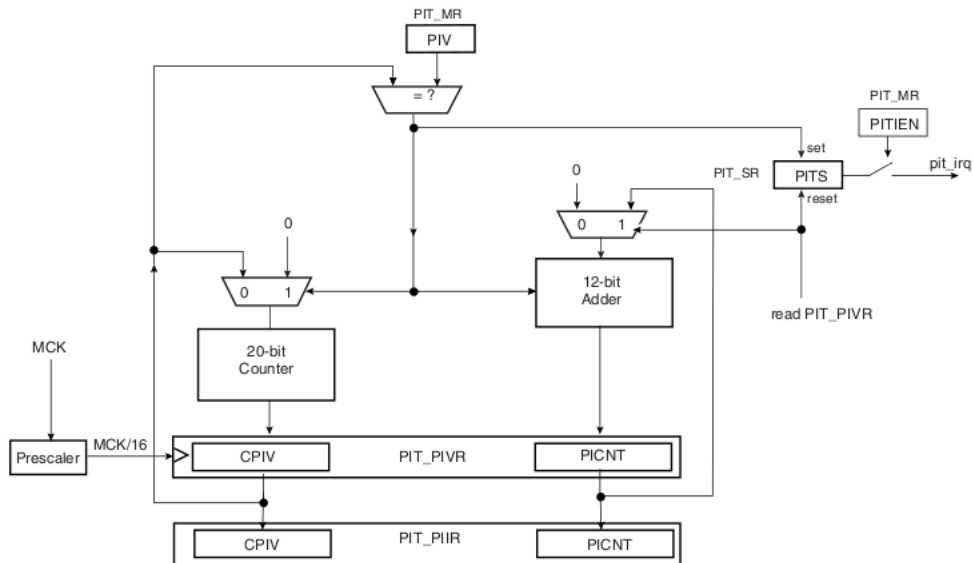 PIT_MR
PIV
= ?
PIT_MR
PITIEN
set
PIT_SR
PITS
pit_irq
reset
0
0 1
0
0 1
12-bit
Adder
read PIT_PIVR
MCK
20-bit
Counter
MCK/16
Prescaler
CPIV
PIT_PIVR
PICNT
CPIV
PIT_PIIR
PICNT